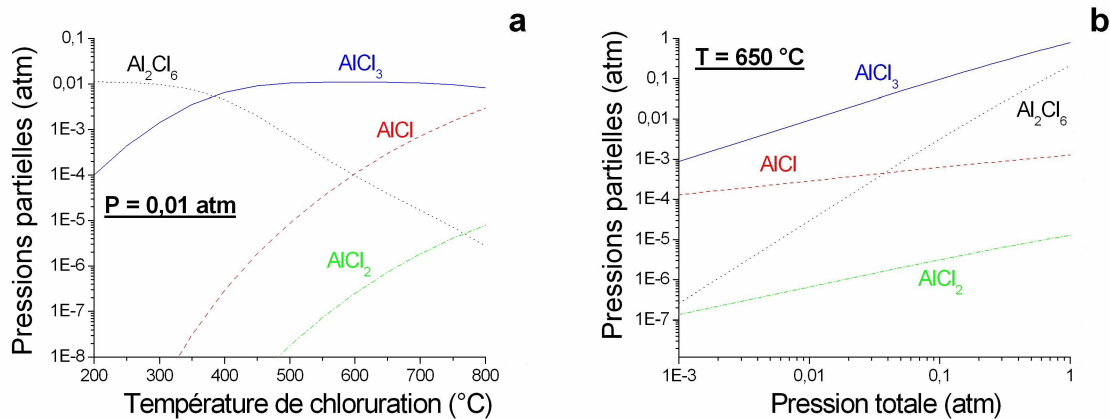 a
Pressions partielles (atm)
0,1
0,01
1E-3
1E-4
1E-5
1E-6
1E-7
1E-8
Al2Cl6
AlCl3
AlCl
AlCl2
P = 0,01 atm
200 300 400 500 600 700 800
Température de chloruration (°C)
b
Pressions partielles (atm)
1
0,1
0,01
1E-3
1E-4
1E-5
1E-6
1E-7
T = 650 °C
AlCl3
Al2Cl6
AlCl
AlCl2
1E-3 0,01 0,1 1
Pression totale (atm)